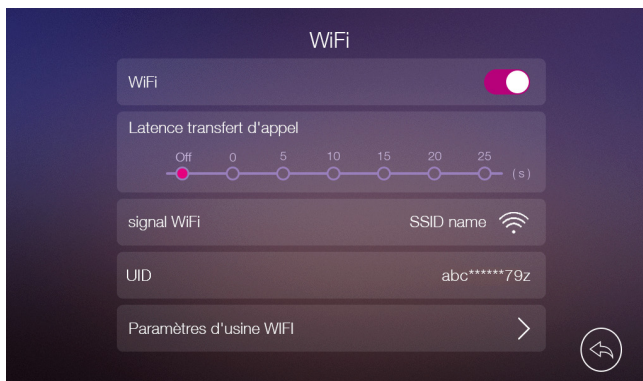 WiFi
WiFi
Latence transfert d'appel
Off 0 5 10 15 20 25
(s)
signal WiFi SSID name
UID abc******79z
Paramètres d'usine WIFI